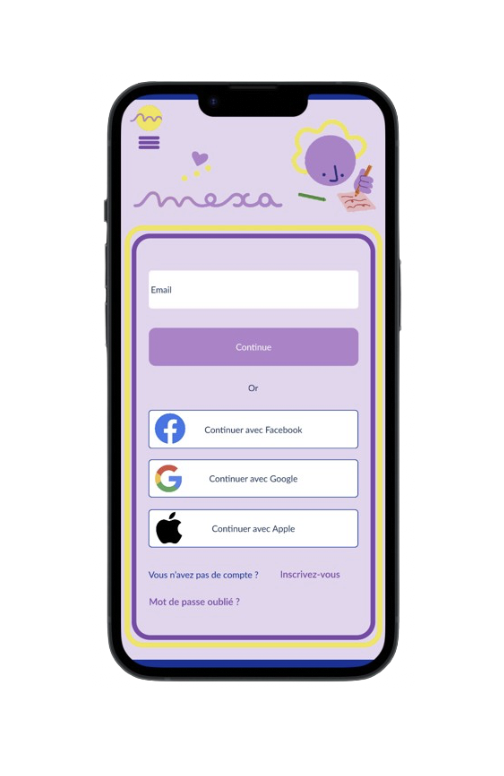 mexa
Email
Continue
Or
Continuer avec Facebook
Continuer avec Google
Continuer avec Apple
Vous n'avez pas de compte ? Inscrivez-vous
Mot de passe oublié ?